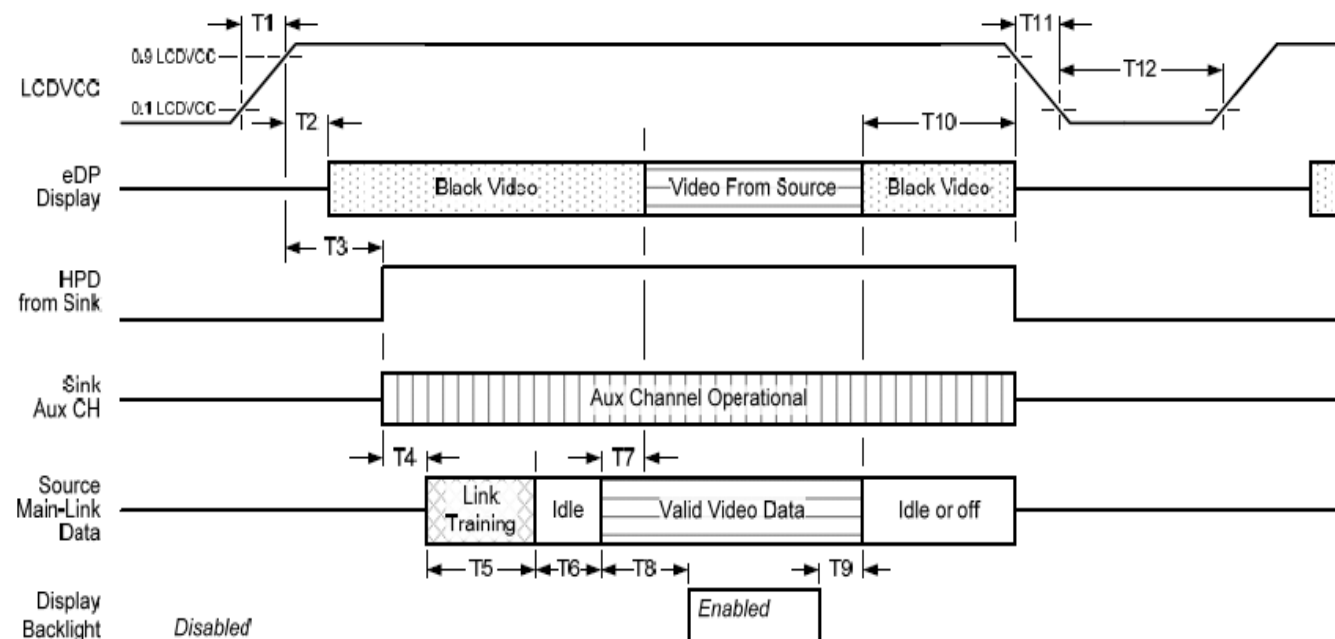 T1
0.9 LCDVCC
LCDVCC
0.1 LCDVCC
T2
T11
T12
T10
eDP
Display
Black Video
Video From Source
Black Video
T3
HPD
from Sink
Sink
Aux CH
Aux Channel Operational
T4
T7
Source
Main-Link
Data
Link
Training
Idle
Valid Video Data
Idle or off
T5
T6
T8
T9
Display
Backlight
Disabled
Enabled